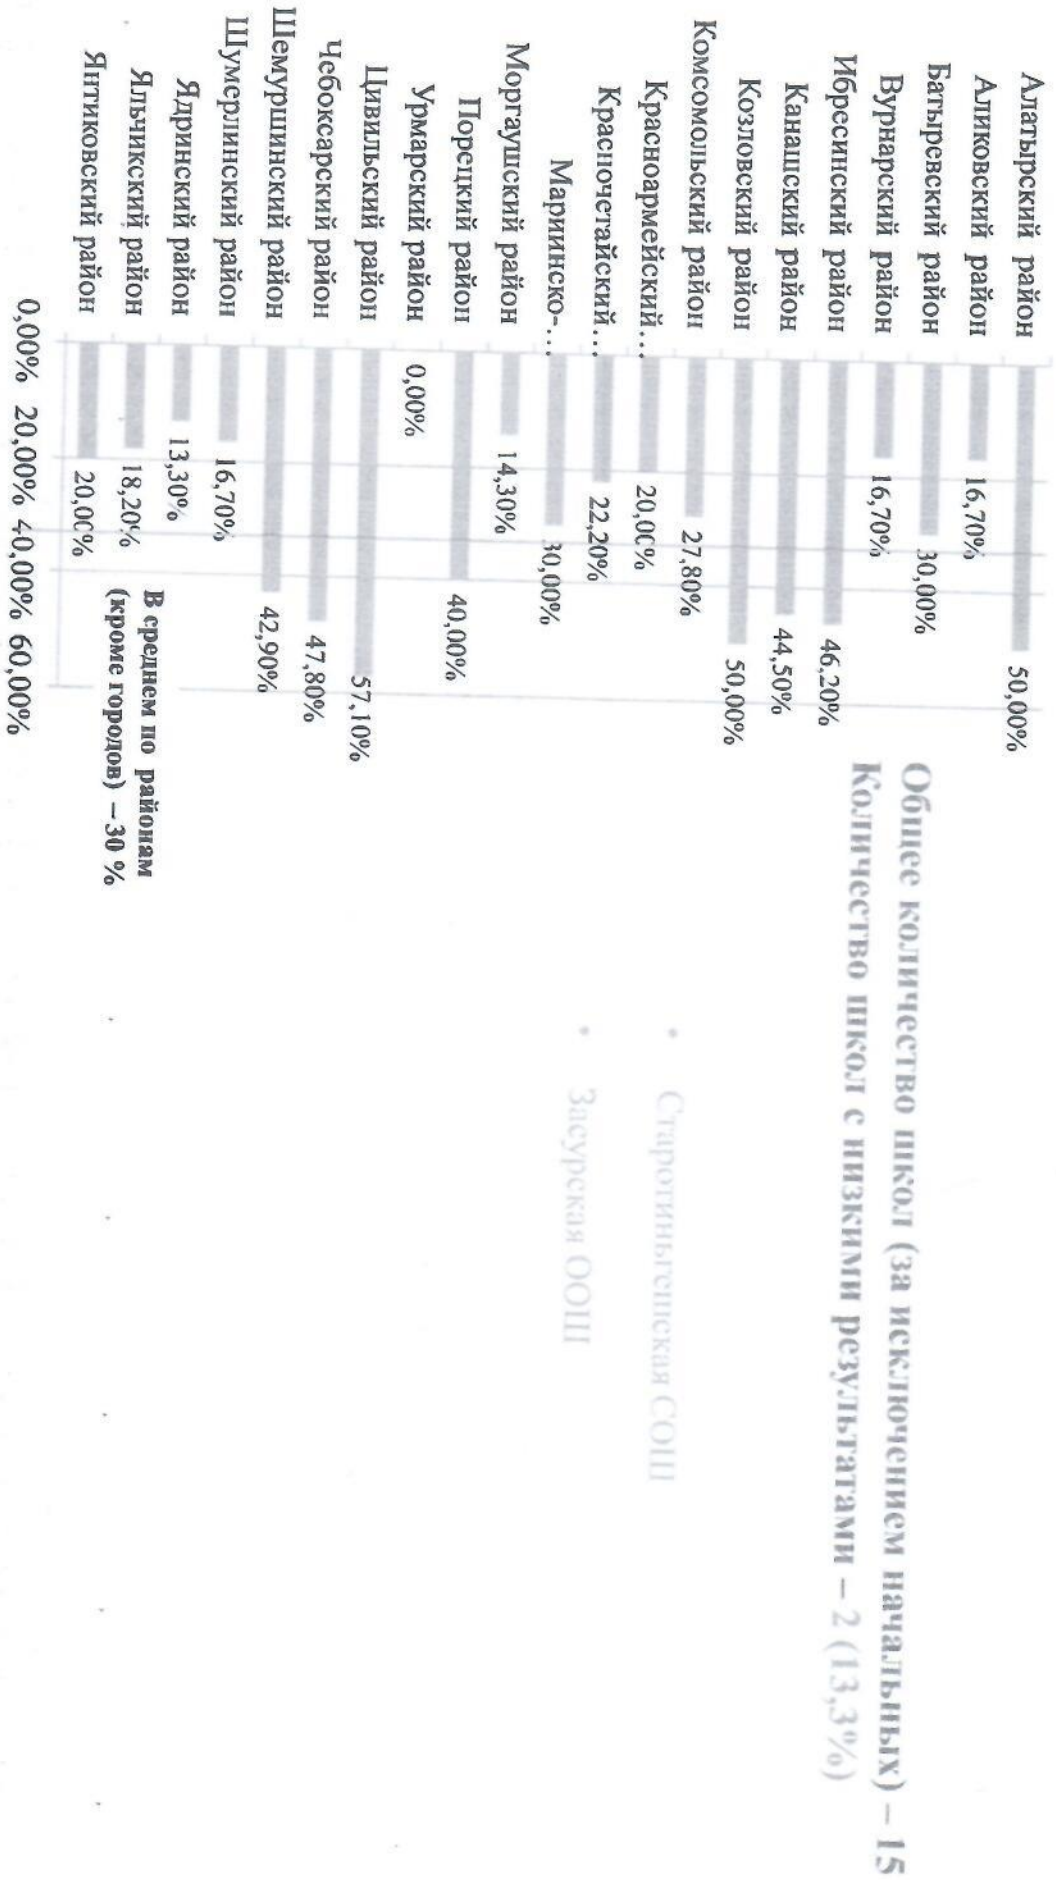 Алатырский район 50,00%
Аликовский район 16,70%
Батыревский район 30,00%
Вурнарский район 16,70%
Ибресинский район 46,20%
Канашский район 44,50%
Козловский район 50,00%
Комсомольский район 27,80%
Красноармейский… 20,00%
Красночетайский… 22,20%
Мариинско-… 30,00%
Моргаушский район 14,30%
Порецкий район 40,00%
Урмарский район 0,00%
Цивильский район 57,10%
Чебоксарский район 47,80%
Шемуршинский район 42,90%
Шумерлинский район 16,70%
Ядринский район 13,30%
Яльчикский район 18,20%
Янтиковский район 20,00%
0,00% 20,00% 40,00% 60,00%
В среднем по районам
(кроме городов) – 30 %
Общее количество школ (за исключением начальных) – 15
Количество школ с низкими результатами – 2 (13,3%)
• Старотиньгешская СОШ
• Засурская ООШ